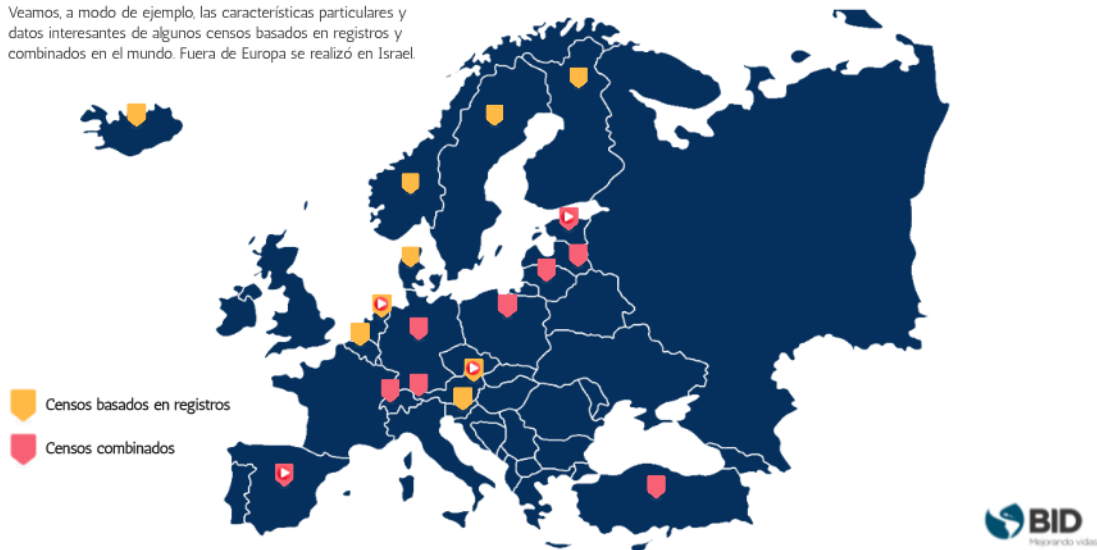 Veamos, a modo de ejemplo, las características particulares y
datos interesantes de algunos censos basados en registros y
combinados en el mundo. Fuera de Europa se realizó en Israel.
Censos basados en registros
Censos combinados
BID
Mejorando vidas